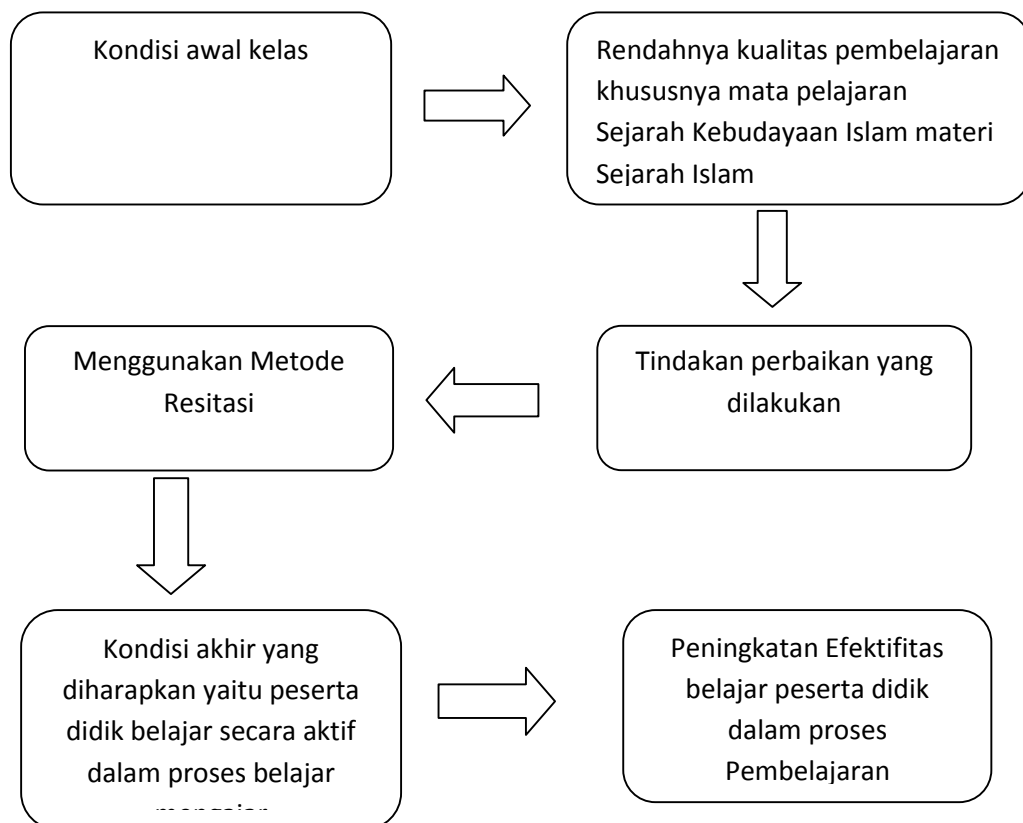 Kondisi awal kelas
Rendahnya kualitas pembelajaran
khususnya mata pelajaran
Sejarah Kebudayaan Islam materi
Sejarah Islam
Tindakan perbaikan yang
dilakukan
Menggunakan Metode
Resitasi
Kondisi akhir yang
diharapkan yaitu peserta
didik belajar secara aktif
dalam proses belajar
Peningkatan Efektifitas
belajar peserta didik
dalam proses
Pembelajaran